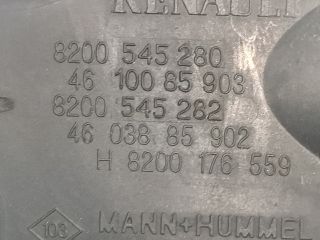 RENAULT
8200 545 280
46 100 85 903
8200 545 282
46 038 85 902
H 8200 176 559
103 MANN+HUMMEL